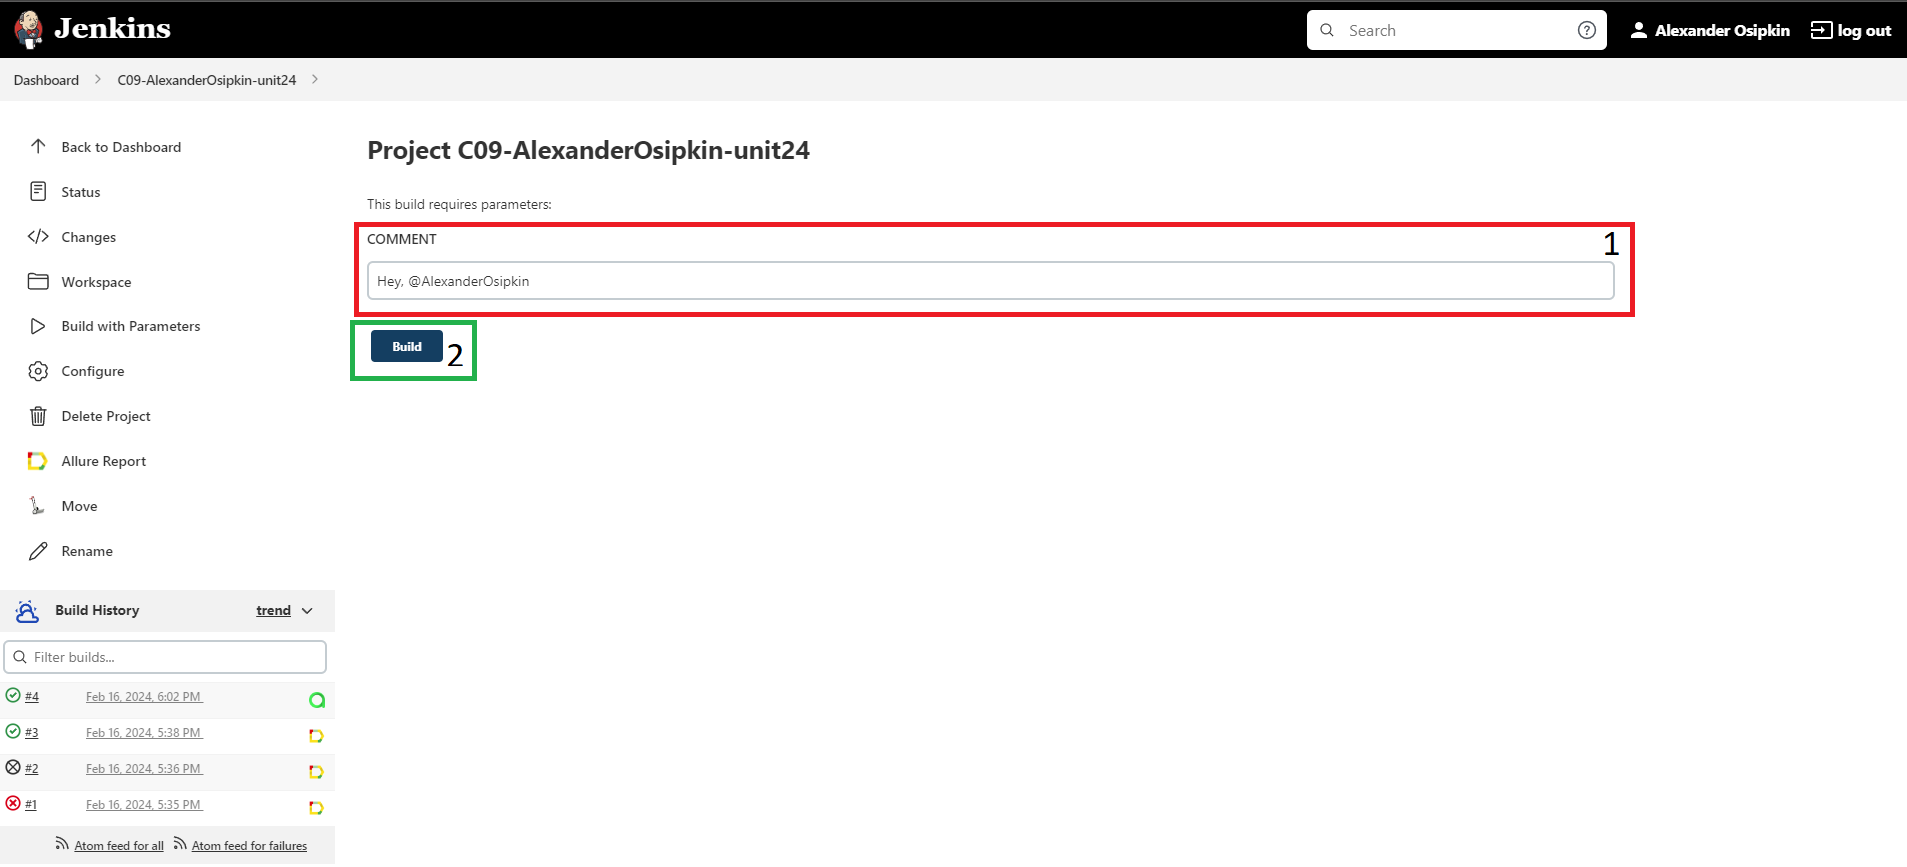 Jenkins
Search
Alexander Osipkin
log out
Dashboard
C09-AlexanderOsipkin-unit24
Back to Dashboard
Status
Changes
Workspace
Build with Parameters
Configure
Delete Project
Allure Report
Move
Rename
Build History
trend
Filter builds...
#4 Feb 16, 2024, 6:02 PM
#3 Feb 16, 2024, 5:38 PM
#2 Feb 16, 2024, 5:36 PM
#1 Feb 16, 2024, 5:35 PM
Atom feed for all
Atom feed for failures
Project C09-AlexanderOsipkin-unit24
This build requires parameters:
COMMENT
1
Hey, @AlexanderOsipkin
Build
2